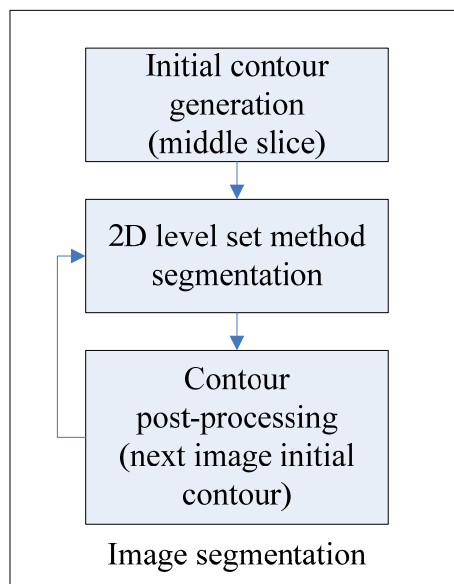 Initial contour
generation
(middle slice)
2D level set method
segmentation
Contour
post-processing
(next image initial
contour)
Image segmentation